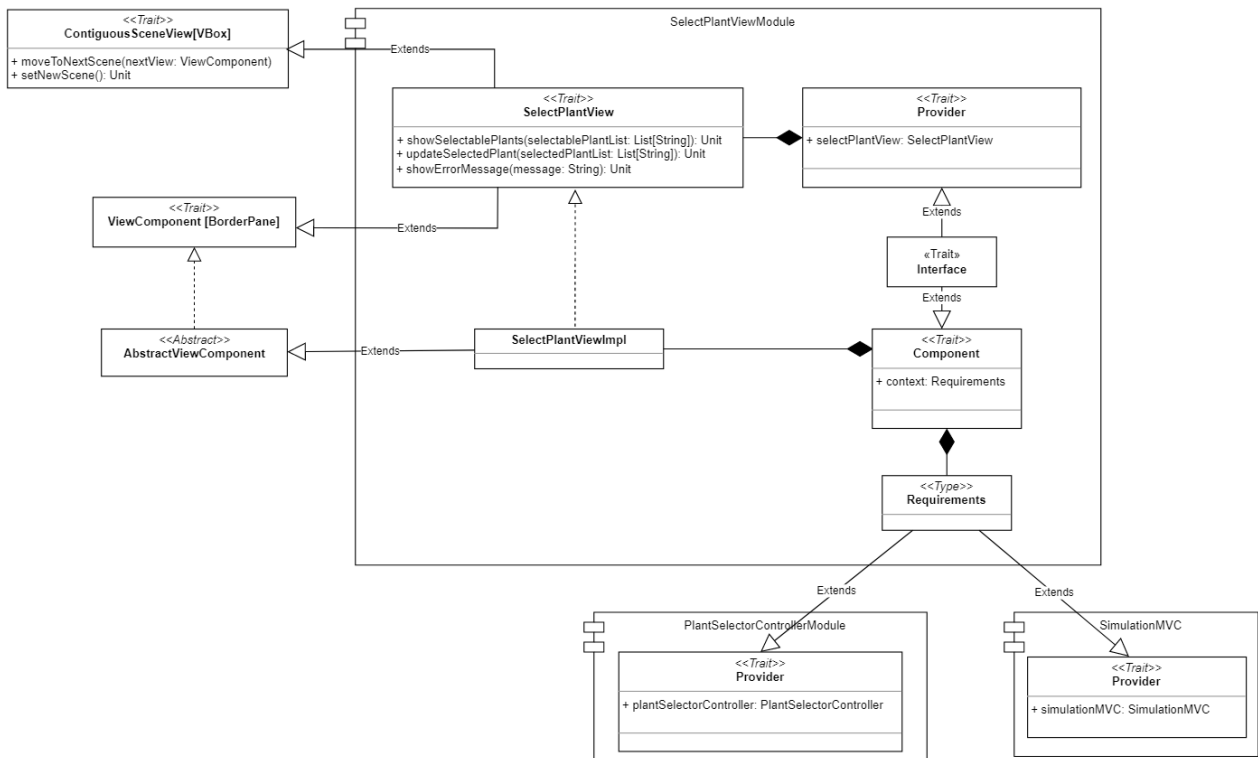 SelectPlantViewModule
<<Trait>>
ContiguousSceneView[VBox]
+ moveToNextScene(nextView: ViewComponent)
+ setNewScene(): Unit
Extends
<<Trait>>
SelectPlantView
+ showSelectablePlants(selectablePlantList: List[String]): Unit
+ updateSelectedPlant(selectedPlantList: List[String]): Unit
+ showErrorMessage(message: String): Unit
<<Trait>>
Provider
+ selectPlantView: SelectPlantView
<<Trait>>
ViewComponent [BorderPane]
Extends
Extends
«Trait»
Interface
Extends
<<Abstract>>
AbstractViewComponent
Extends
SelectPlantViewImpl
<<Trait>>
Component
+ context: Requirements
<<Type>>
Requirements
Extends
Extends
PlantSelectorControllerModule
<<Trait>>
Provider
+ plantSelectorController: PlantSelectorController
SimulationMVC
<<Trait>>
Provider
+ simulationMVC: SimulationMVC